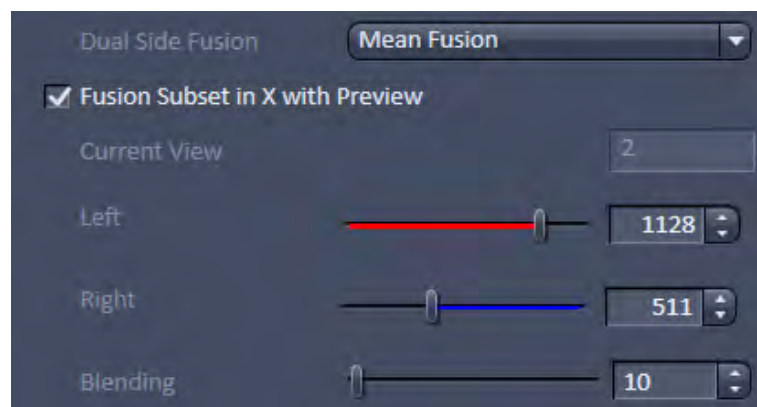 Dual Side Fusion Mean Fusion
Fusion Subset in X with Preview
Current View 2
Left 1128
Right 511
Blending 10